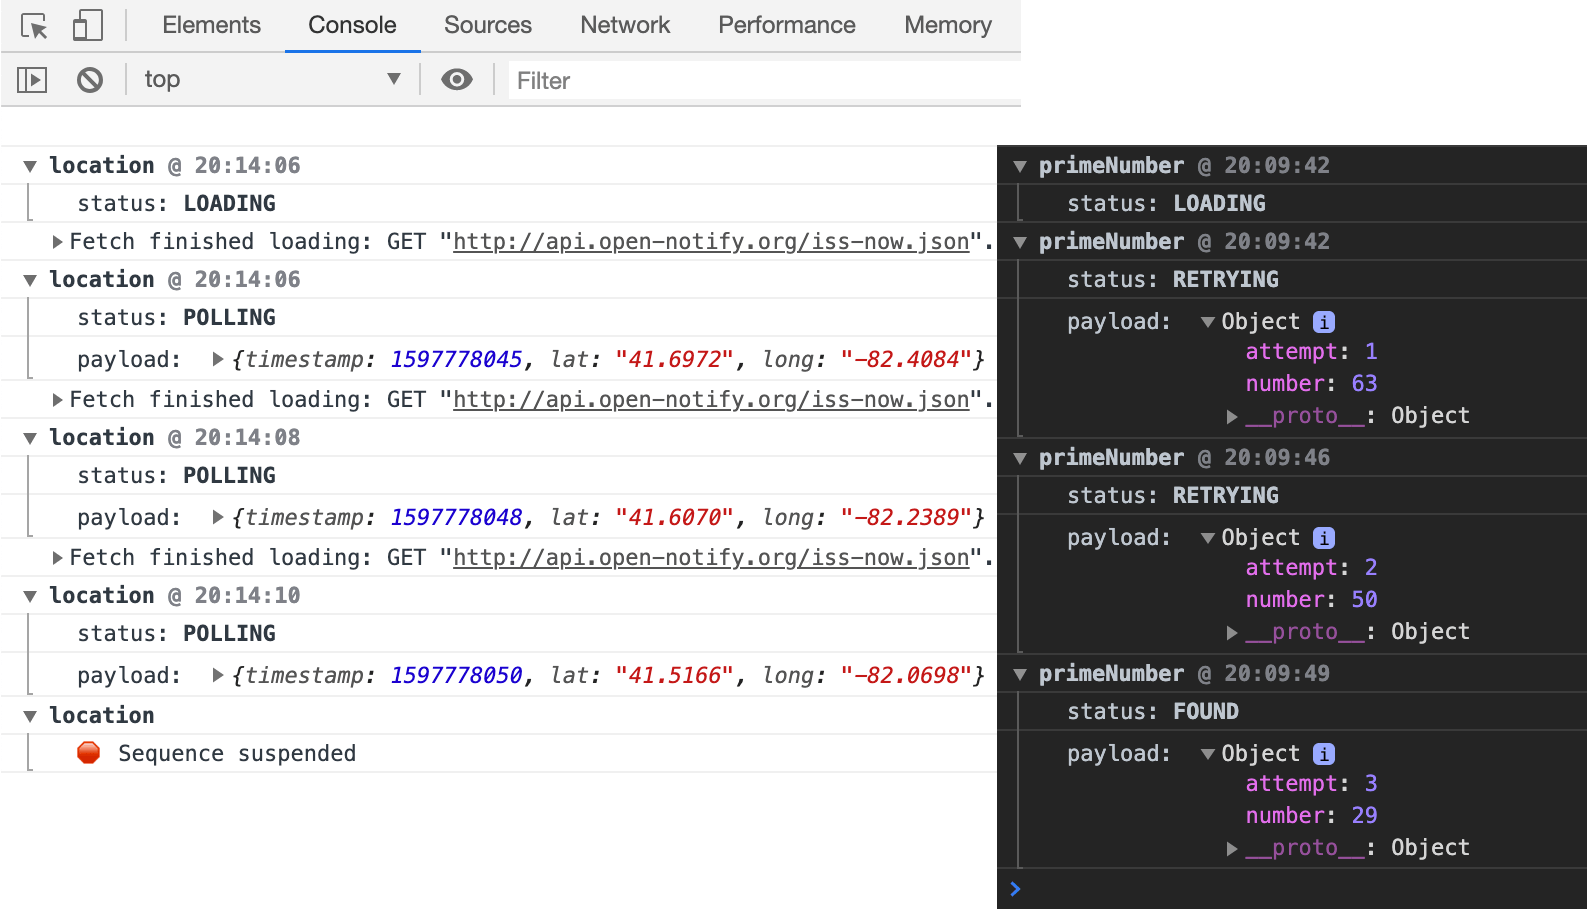 Elements Console Sources Network Performance Memory
top Filter
location @ 20:14:06
status: LOADING
Fetch finished loading: GET "http://api.open-notify.org/iss-now.json".
location @ 20:14:06
status: POLLING
payload: {timestamp: 1597778045, lat: "41.6972", long: "-82.4084"}
Fetch finished loading: GET "http://api.open-notify.org/iss-now.json".
location @ 20:14:08
status: POLLING
payload: {timestamp: 1597778048, lat: "41.6070", long: "-82.2389"}
Fetch finished loading: GET "http://api.open-notify.org/iss-now.json".
location @ 20:14:10
status: POLLING
payload: {timestamp: 1597778050, lat: "41.5166", long: "-82.0698"}
location
Sequence suspended
primeNumber @ 20:09:42
status: LOADING
primeNumber @ 20:09:42
status: RETRYING
payload: Object i
attempt: 1
number: 63
__proto__: Object
primeNumber @ 20:09:46
status: RETRYING
payload: Object i
attempt: 2
number: 50
__proto__: Object
primeNumber @ 20:09:49
status: FOUND
payload: Object i
attempt: 3
number: 29
__proto__: Object